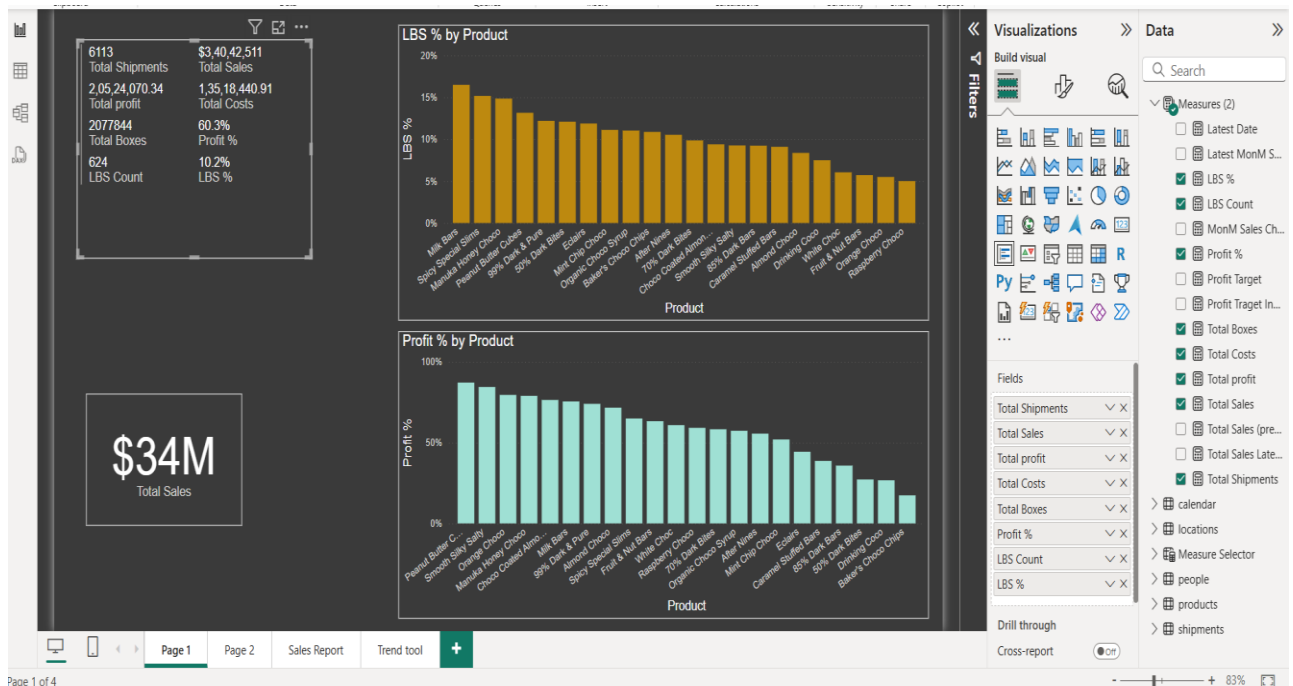 6113
$3,40,42,511
Total Shipments
Total Sales
2,05,24,070.34
1,35,18,440.91
Total profit
Total Costs
2077844
60.3%
Total Boxes
Profit %
624
10.2%
LBS Count
LBS %
$34M
Total Sales
LBS % by Product
20%
15%
10%
5%
0%
LBS %
Milk Bars
Spicy Special Slims
Manuka Honey Choco
Peanut Butter Cubes
99% Dark & Pure
50% Dark Bites
Eclairs
Mint Chip Choco
Organic Choco Syrup
Baker's Choco Chips
After Nines
70% Dark Bites
Choco Coated Almon...
Smooth Silky Salty
85% Dark Bars
Caramel Stuffed Bars
Almond Choco
Drinking Coco
White Choc
Fruit & Nut Bars
Orange Choco
Raspberry Choco
Product
Profit % by Product
100%
50%
0%
Profit %
Peanut Butter C...
Smooth Silky Salty
Orange Choco
Manuka Honey Choco
Choco Coated Almo...
Milk Bars
99% Dark & Pure
Almond Choco
Spicy Special Slims
Fruit & Nut Bars
White Choc
Raspberry Choco
70% Dark Bites
Organic Choco Syrup
After Nines
Mint Chip Choco
Eclairs
Caramel Stuffed Bars
85% Dark Bars
50% Dark Bites
Drinking Coco
Baker's Choco Chips
Product
Filters
Visualizations
Build visual
123
R
Py
123
...
Fields
Total Shipments
Total Sales
Total profit
Total Costs
Total Boxes
Profit %
LBS Count
LBS %
Drill through
Cross-report
Off
Data
Search
Measures (2)
Latest Date
Latest MonM S...
LBS %
LBS Count
MonM Sales Ch...
Profit %
Profit Target
Profit Traget In...
Total Boxes
Total Costs
Total profit
Total Sales
Total Sales (pre...
Total Sales Late...
Total Shipments
calendar
locations
Measure Selector
people
products
shipments
Page 1
Page 2
Sales Report
Trend tool
+
Page 1 of 4
- + 83%